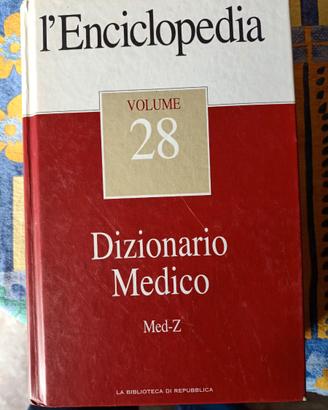 l'Enciclopedia
VOLUME
28
Dizionario
Medico
Med-Z
LA BIBLIOTECA DI REPUBBLICA